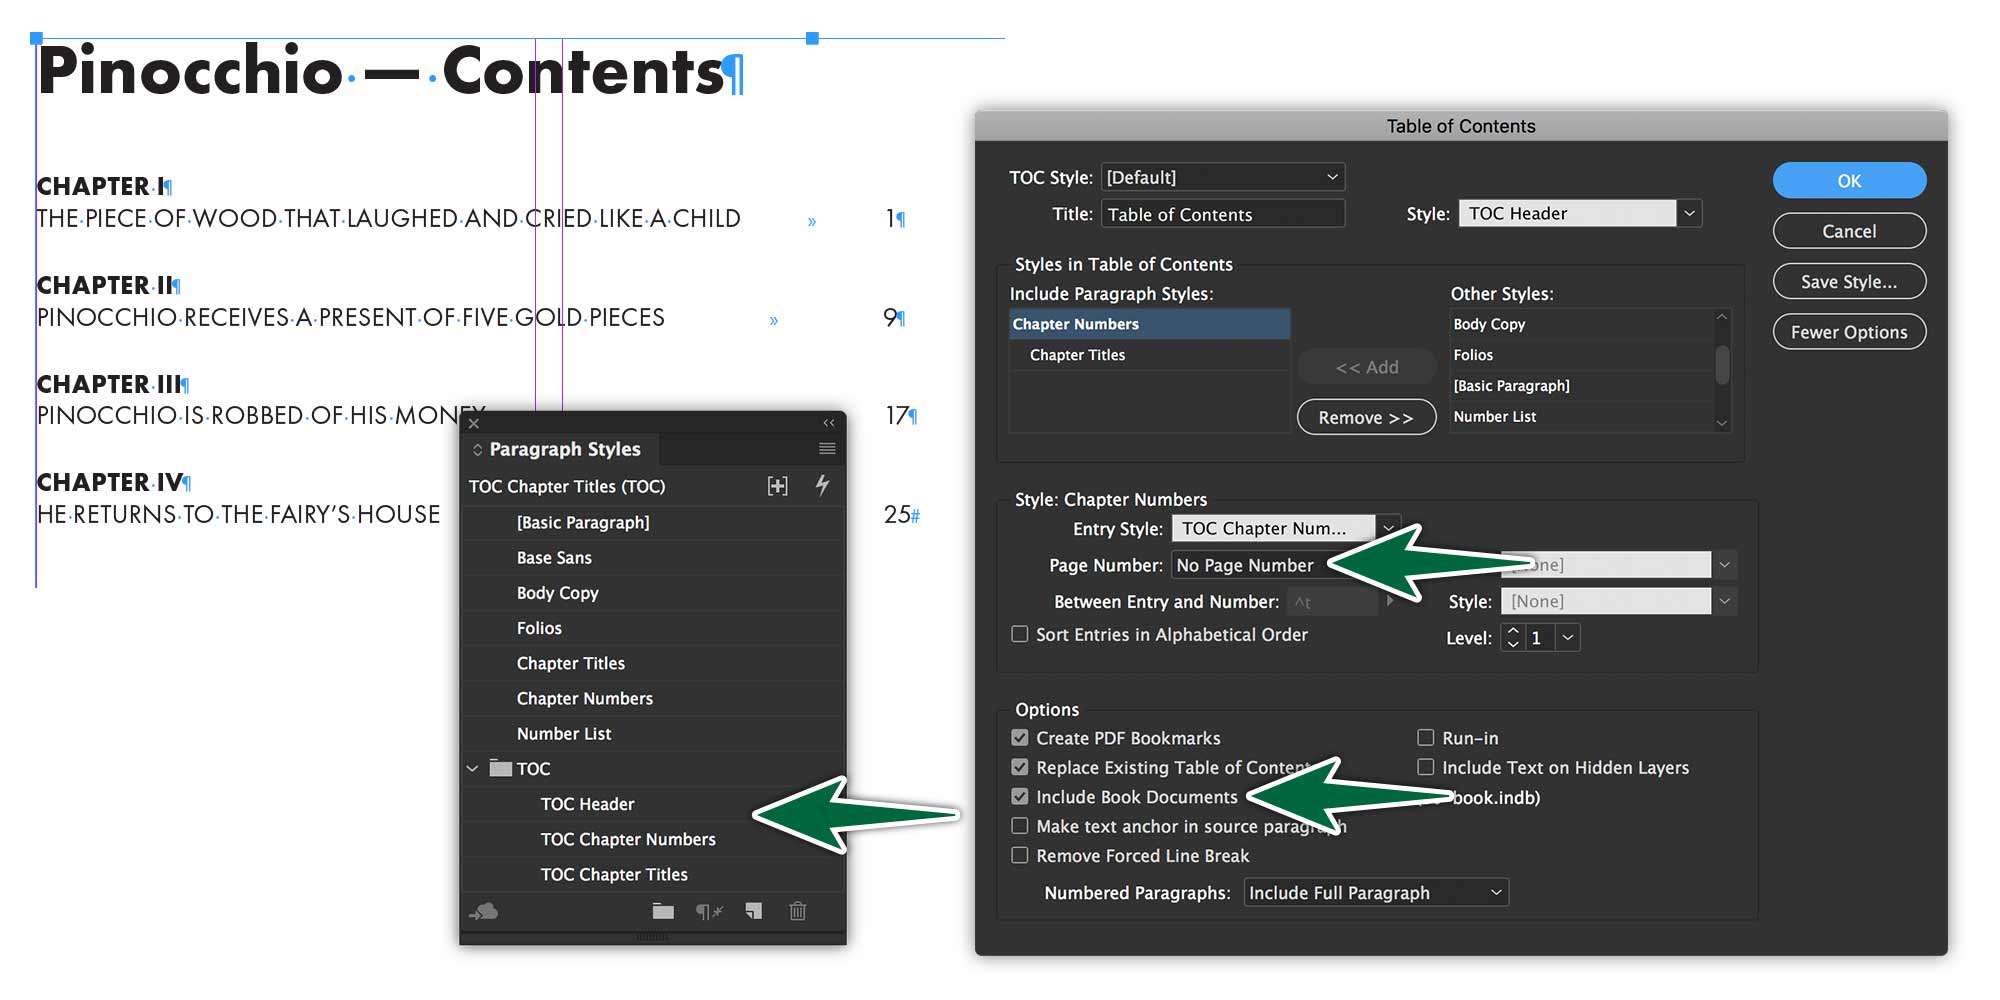 Pinocchio — Contents¶
CHAPTER I¶
THE PIECE OF WOOD THAT LAUGHED AND CRIED LIKE A CHILD » 1¶
CHAPTER II¶
PINOCCHIO RECEIVES A PRESENT OF FIVE GOLD PIECES » 9¶
CHAPTER III¶
PINOCCHIO IS ROBBED OF HIS MONEY 17¶
CHAPTER IV¶
HE RETURNS TO THE FAIRY’S HOUSE 25#
Paragraph Styles
TOC Chapter Titles (TOC)
[Basic Paragraph]
Base Sans
Body Copy
Folios
Chapter Titles
Chapter Numbers
Number List
TOC
TOC Header
TOC Chapter Numbers
TOC Chapter Titles
Table of Contents
TOC Style: [Default]
Title: Table of Contents Style: TOC Header
OK
Cancel
Save Style...
Fewer Options
Styles in Table of Contents
Include Paragraph Styles:
Chapter Numbers
Chapter Titles
<< Add
Remove >>
Other Styles:
Body Copy
Folios
[Basic Paragraph]
Number List
Style: Chapter Numbers
Entry Style: TOC Chapter Num...
Page Number: No Page Number
Between Entry and Number: ^t Style: [None]
Sort Entries in Alphabetical Order Level: 1
Options
Create PDF Bookmarks Run-in
Replace Existing Table of Content Include Text on Hidden Layers
Include Book Documents book.indb)
Make text anchor in source paragraph
Remove Forced Line Break
Numbered Paragraphs: Include Full Paragraph